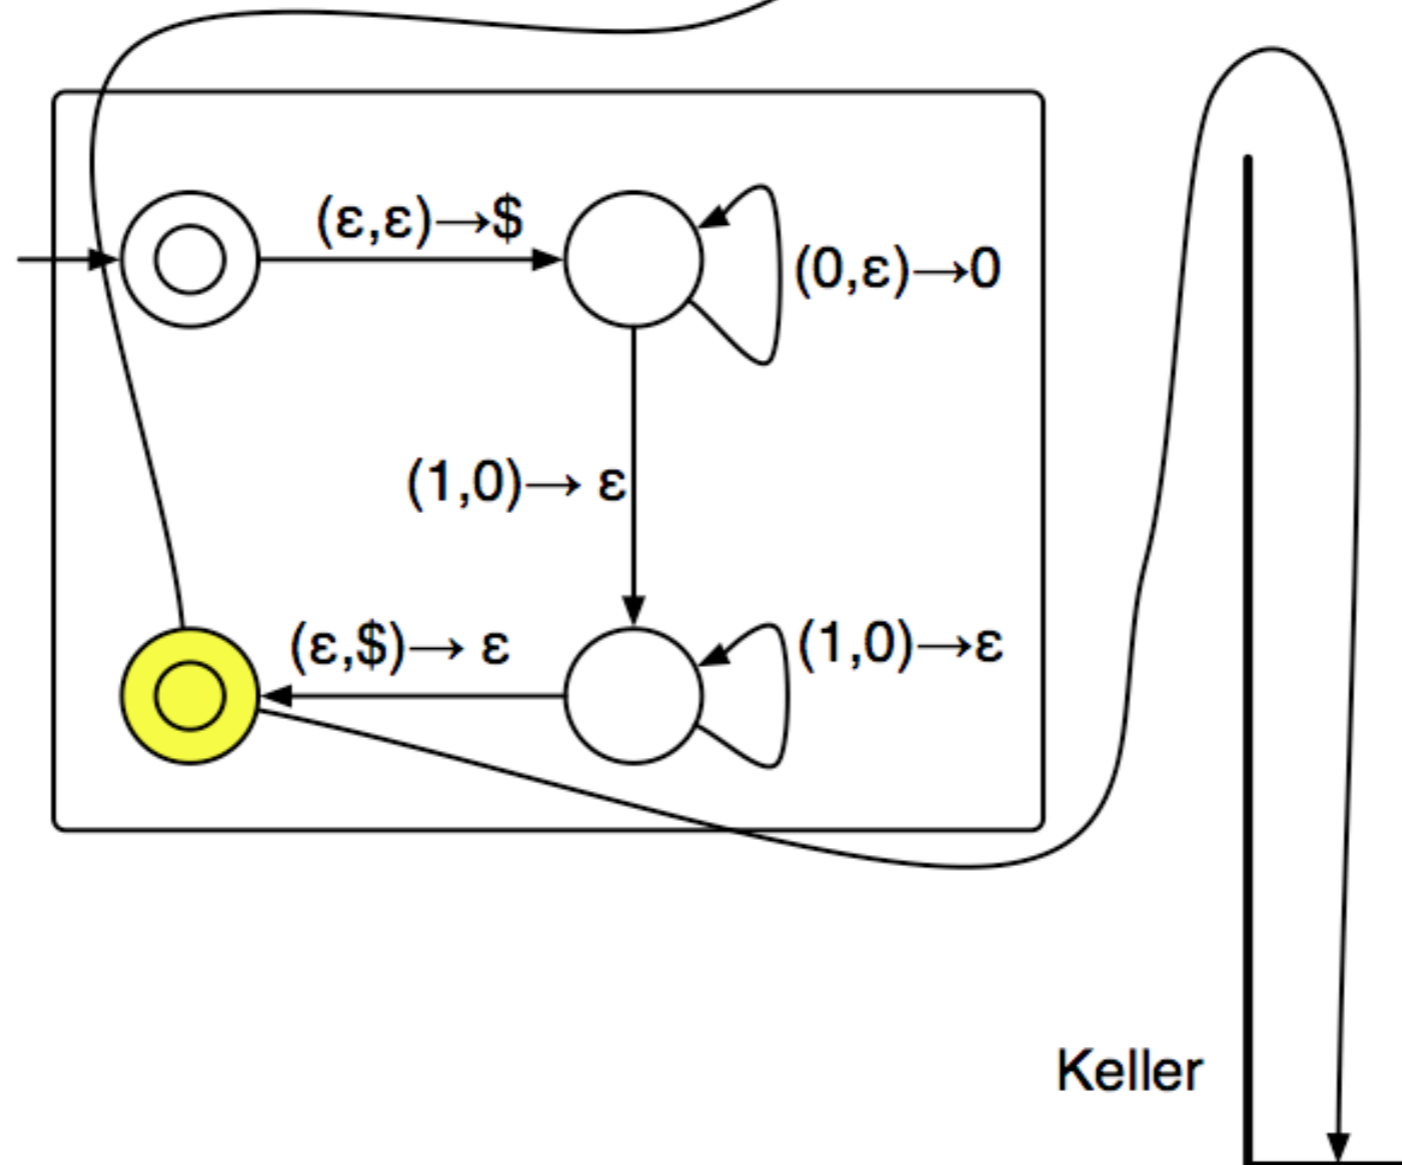 (ε,ε)→$
(0,ε)→0
(1,0)→ ε
(ε,$)→ ε
(1,0)→ε
Keller